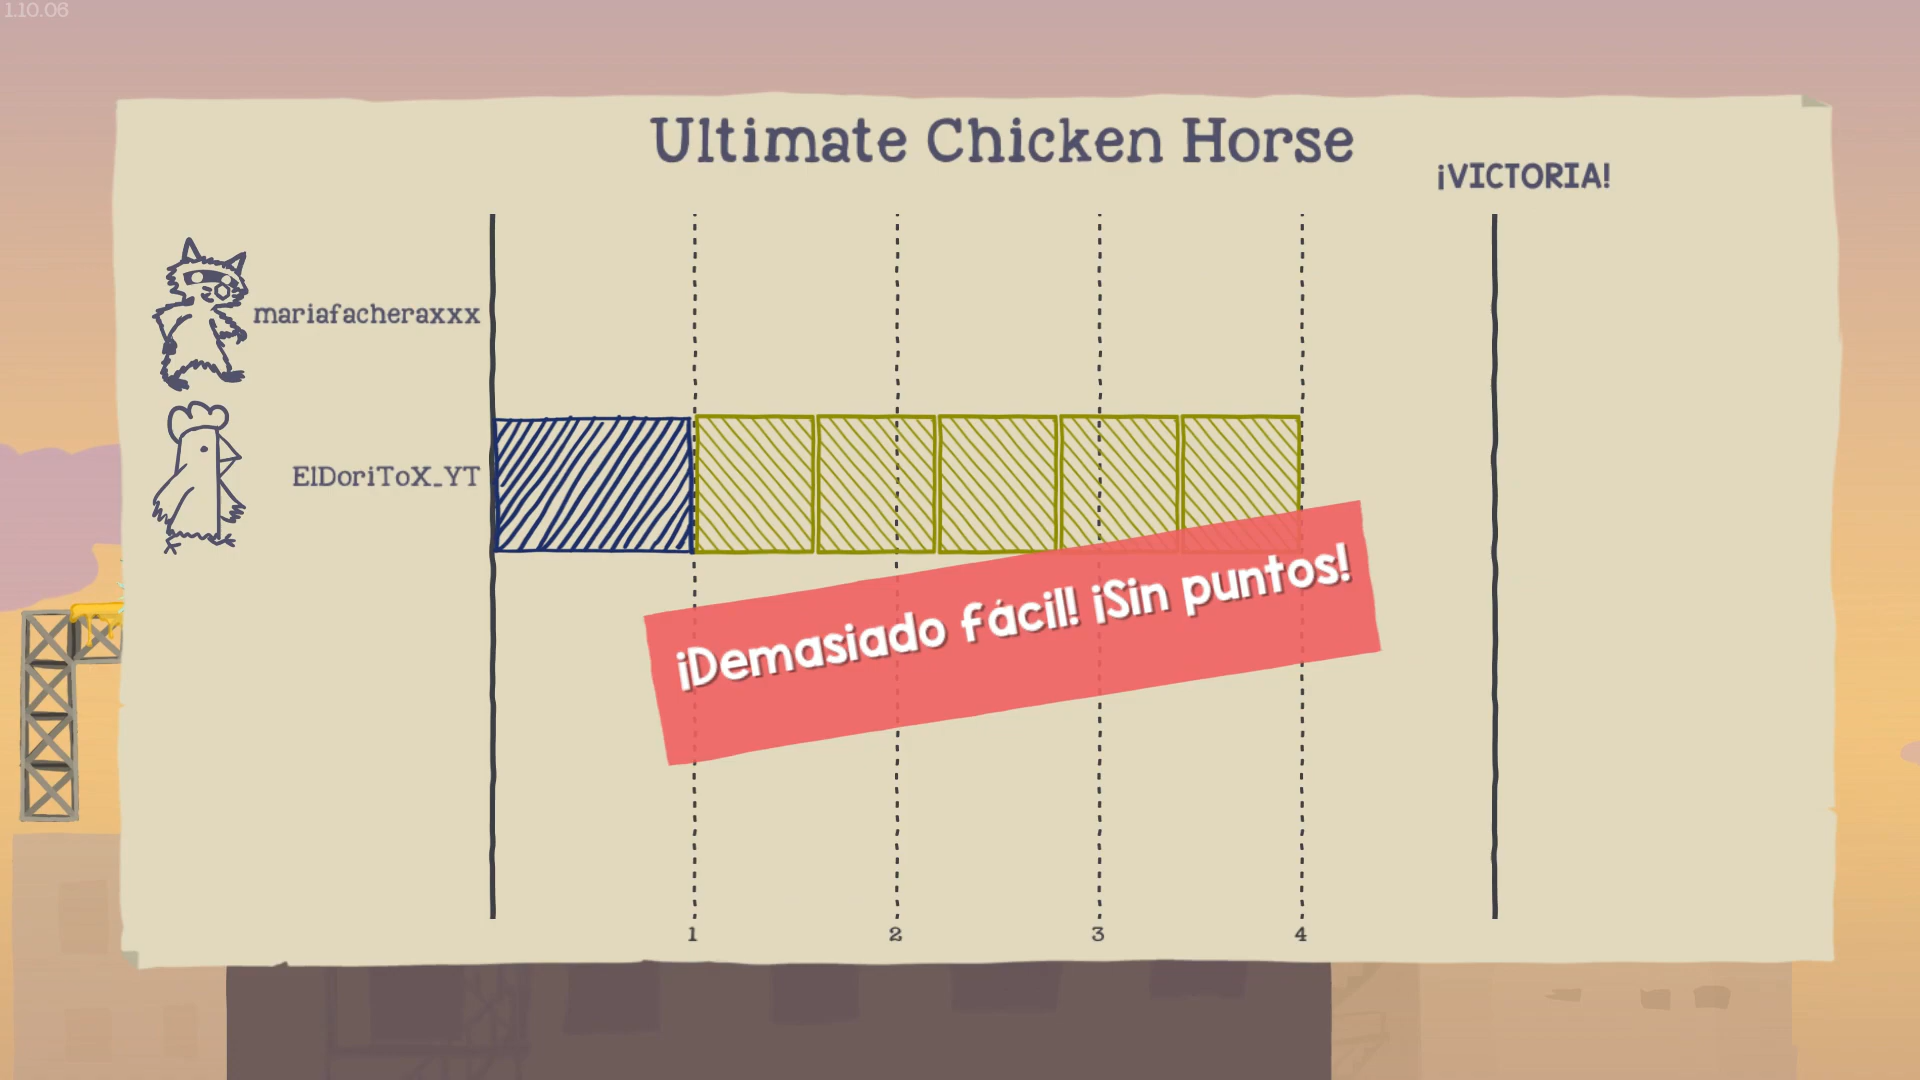 1.10.06
Ultimate Chicken Horse
¡VICTORIA!
mariafacheraxxx
ElDoriToX_YT
¡Demasiado fácil! ¡Sin puntos!
1 2 3 4